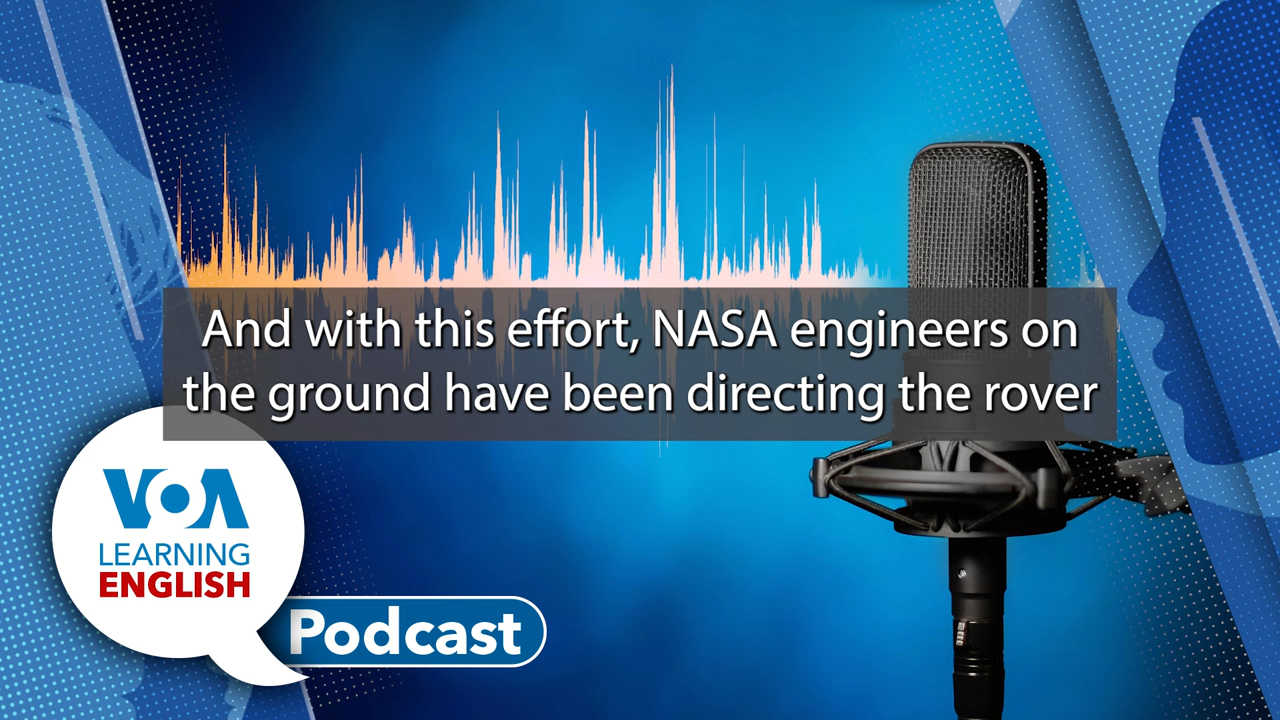 And with this effort, NASA engineers on
the ground have been directing the rover
VOA
LEARNING
ENGLISH
Podcast